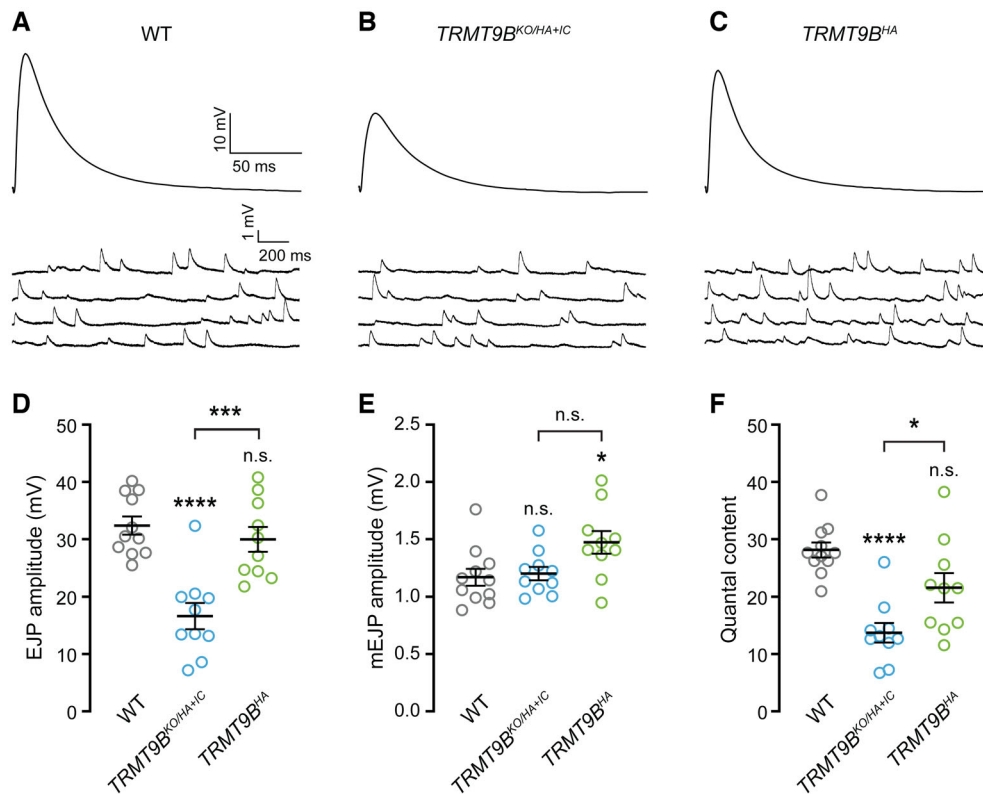 A
WT
B
TRMT9B^KO/HA+IC
C
TRMT9B^HA
10 mV
50 ms
1 mV
200 ms
D
EJP amplitude (mV)
50
40
30
20
10
0
***
****
n.s.
WT
TRMT9B^KO/HA+IC
TRMT9B^HA
E
mEJP amplitude (mV)
2.5
2.0
1.5
1.0
0.5
0.0
n.s.
n.s.
*
WT
TRMT9B^KO/HA+IC
TRMT9B^HA
F
Quantal content
50
40
30
20
10
0
*
****
n.s.
WT
TRMT9B^KO/HA+IC
TRMT9B^HA